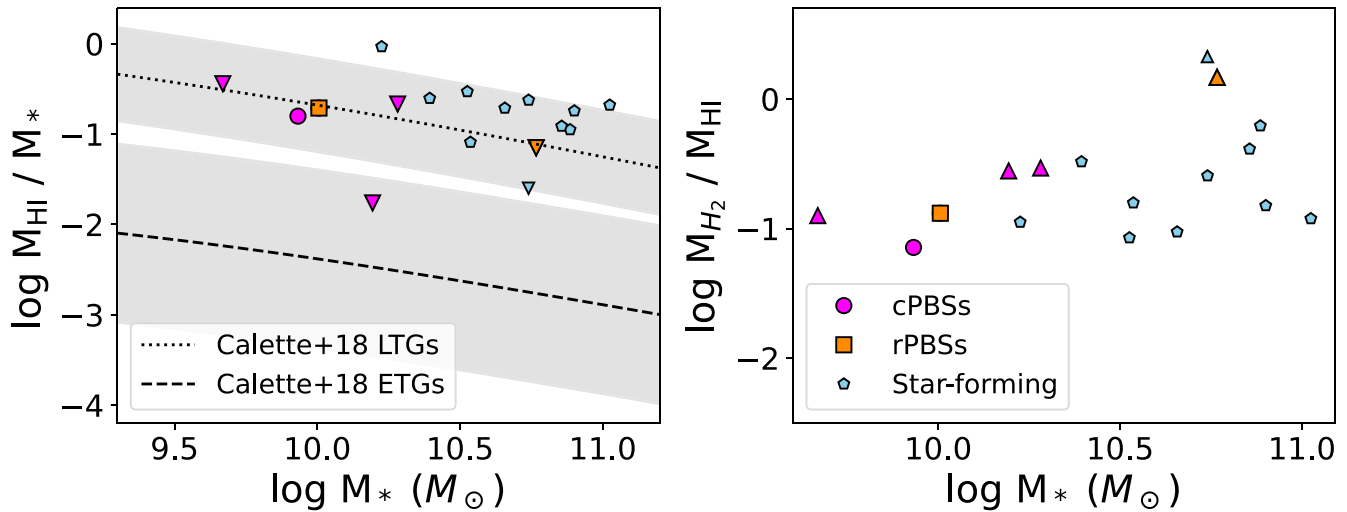 log M_HI / M_*
0
−1
−2
−3
−4
Calette+18 LTGs
Calette+18 ETGs
9.5 10.0 10.5 11.0
log M_* (M_⊙)
log M_{H_2} / M_HI
0
−1
−2
cPBSs
rPBSs
Star-forming
10.0 10.5 11.0
log M_* (M_⊙)